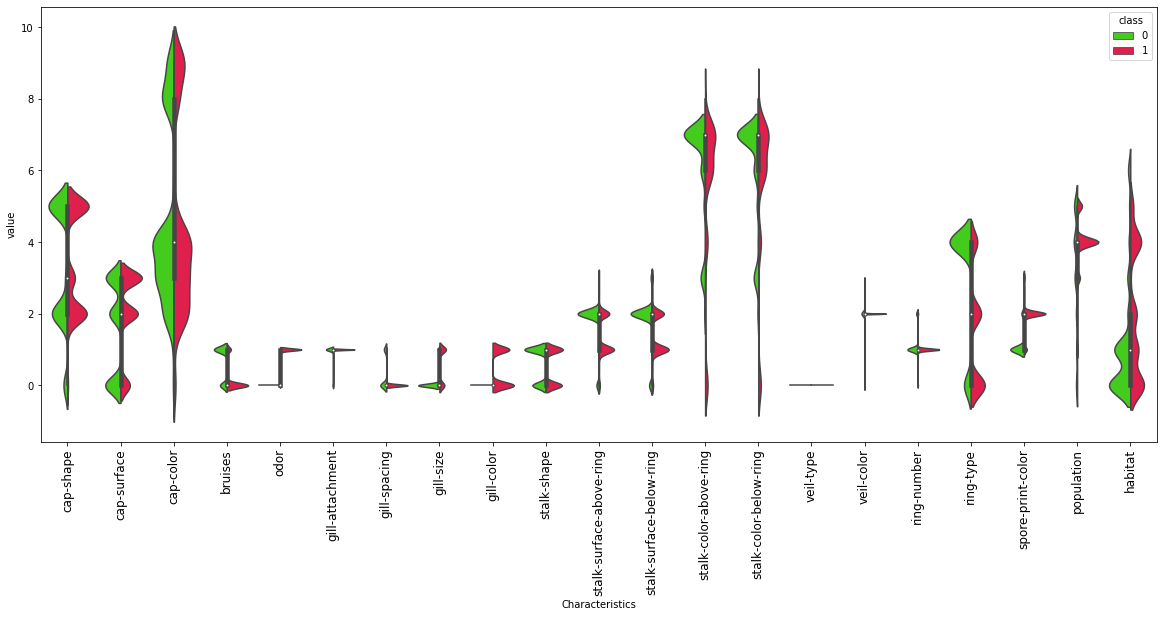 class
0
1
10
8
6
4
2
0
value
cap-shape
cap-surface
cap-color
bruises
odor
gill-attachment
gill-spacing
gill-size
gill-color
stalk-shape
stalk-surface-above-ring
stalk-surface-below-ring
stalk-color-above-ring
stalk-color-below-ring
veil-type
veil-color
ring-number
ring-type
spore-print-color
population
habitat
Characteristics